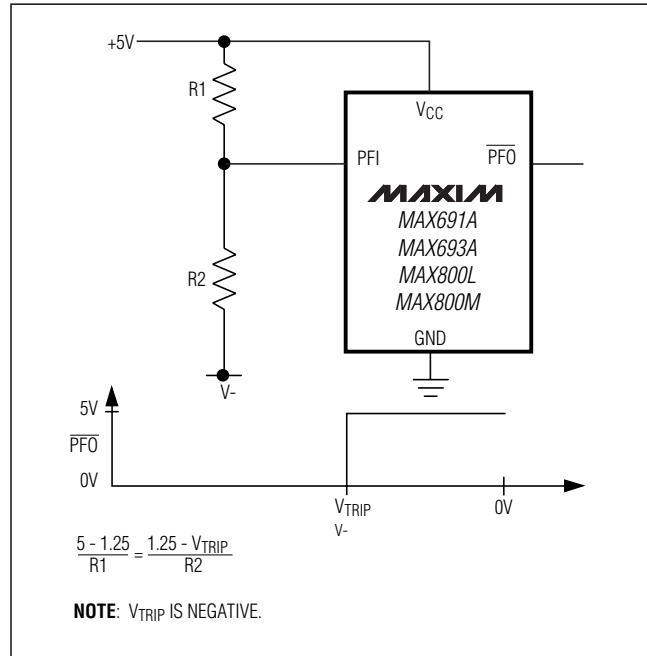 +5V
R1
VCC
PFI
PFO
MAXIM
MAX691A
MAX693A
MAX800L
MAX800M
R2
GND
V-
5V
PFO
0V
VTRIP
0V
V-
5 - 1.25 / R1 = 1.25 - VTRIP / R2
NOTE: VTRIP IS NEGATIVE.